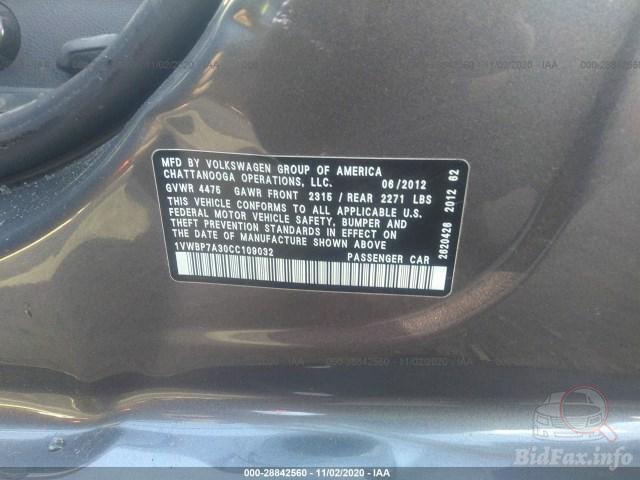 MFD BY VOLKSWAGEN GROUP OF AMERICA
CHATTANOOGA OPERATIONS, LLC. 06/2012
GVWR 4475 GAWR FRONT 2315 / REAR 2271 LBS
THIS VEHICLE CONFORMS TO ALL APPLICABLE U.S.
FEDERAL MOTOR VEHICLE SAFETY, BUMPER AND
THEFT PREVENTION STANDARDS IN EFFECT ON
THE DATE OF MANUFACTURE SHOWN ABOVE.
1VWBP7A30CC109032 PASSENGER CAR
2620428 2012 62
000-28842560 - 11/02/2020 - IAA
BidFax.info